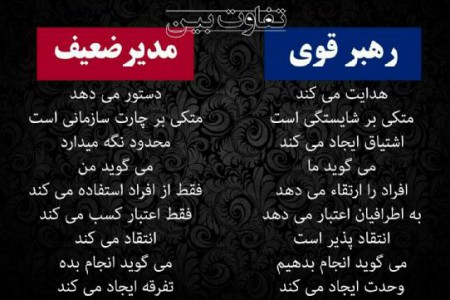 تفاوت بین
رهبر قوی
هدایت می کند
متکی بر شایستگی است
اشتیاق ایجاد می کند
می گوید ما
افراد را ارتقاء می دهد
به اطرافیان اعتبار می دهد
انتقاد پذیر است
می گوید انجام بدهیم
وحدت ایجاد می کند
مدیر ضعیف
دستور می دهد
متکی بر چارت سازمانی است
محدود نگه میدارد
می گوید من
فقط از افراد استفاده می کند
فقط اعتبار کسب می کند
انتقاد می کند
می گوید انجام بده
تفرقه ایجاد می کند